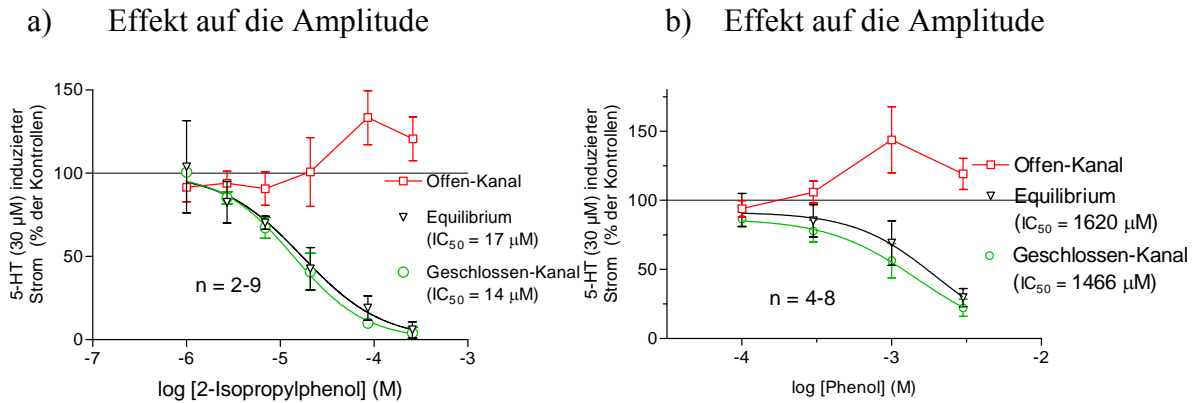 a) Effekt auf die Amplitude
5-HT (30 µM) induzierter
Strom (% der Kontrollen)
150
100
50
0
-7 -6 -5 -4 -3
log [2-Isopropylphenol] (M)
n = 2-9
Offen-Kanal
Equilibrium
(IC50 = 17 µM)
Geschlossen-Kanal
(IC50 = 14 µM)
b) Effekt auf die Amplitude
5-HT (30 µM) induzierter
Strom (% der Kontrollen)
150
100
50
0
-4 -3 -2
log [Phenol] (M)
n = 4-8
Offen-Kanal
Equilibrium
(IC50 = 1620 µM)
Geschlossen-Kanal
(IC50 = 1466 µM)